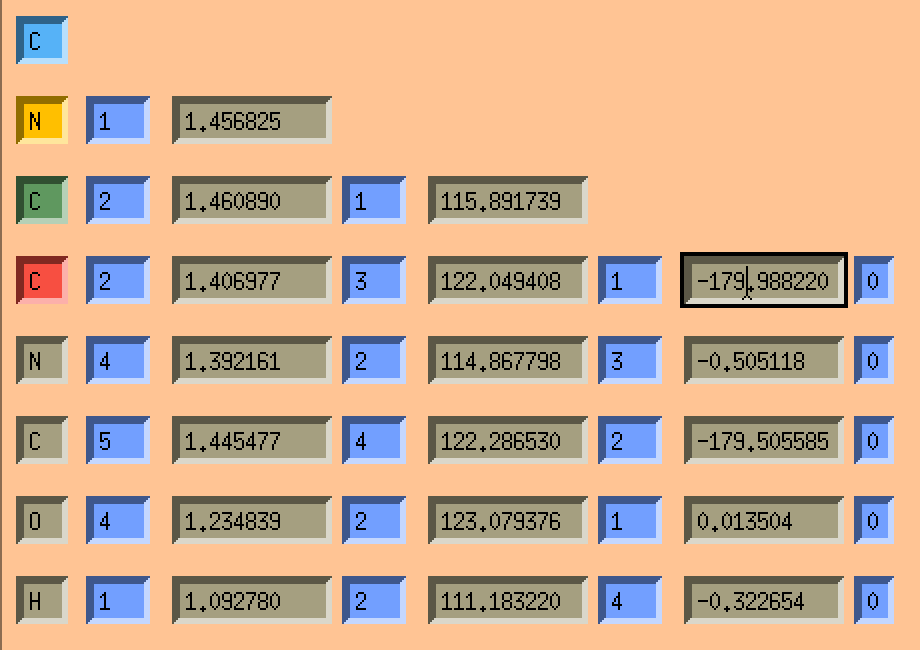 C
N 1 1.456825
C 2 1.460890 1 115.891739
C 2 1.406977 3 122.049408 1 -179.988220 0
N 4 1.392161 2 114.867798 3 -0.505118 0
C 5 1.445477 4 122.286530 2 -179.505585 0
O 4 1.234839 2 123.079376 1 0.013504 0
H 1 1.092780 2 111.183220 4 -0.322654 0